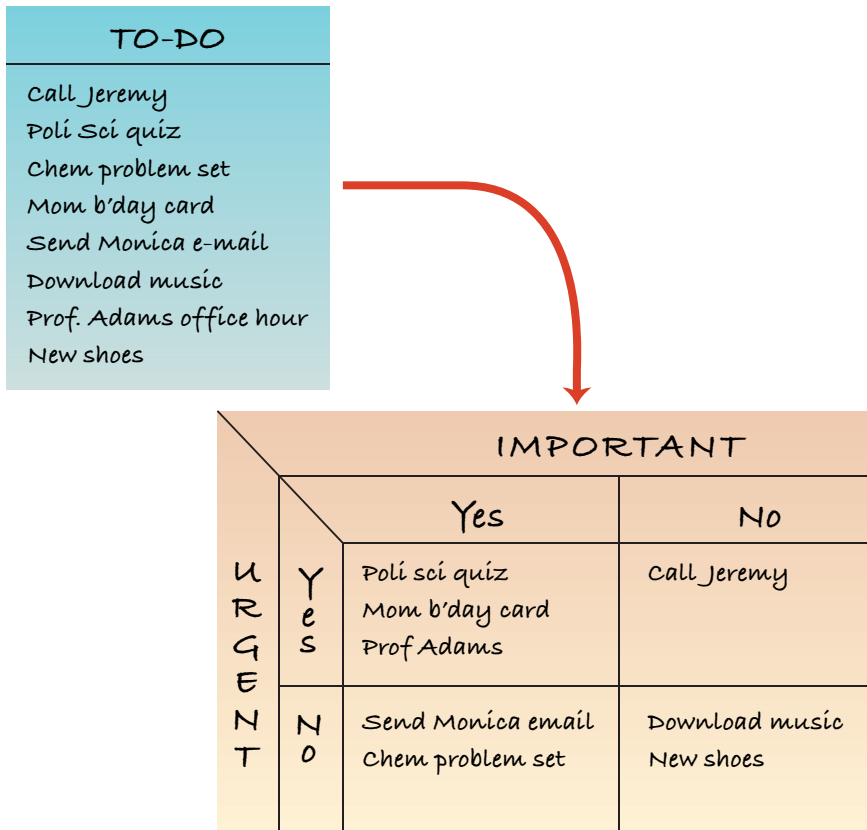 TO-DO
Call Jeremy
Poli Sci quiz
Chem problem set
Mom b'day card
Send Monica e-mail
Download music
Prof. Adams office hour
New shoes
IMPORTANT
Yes No
URGENT
Yes
Poli sci quiz
Mom b'day card
Prof Adams
Call Jeremy
No
Send Monica email
Chem problem set
Download music
New shoes